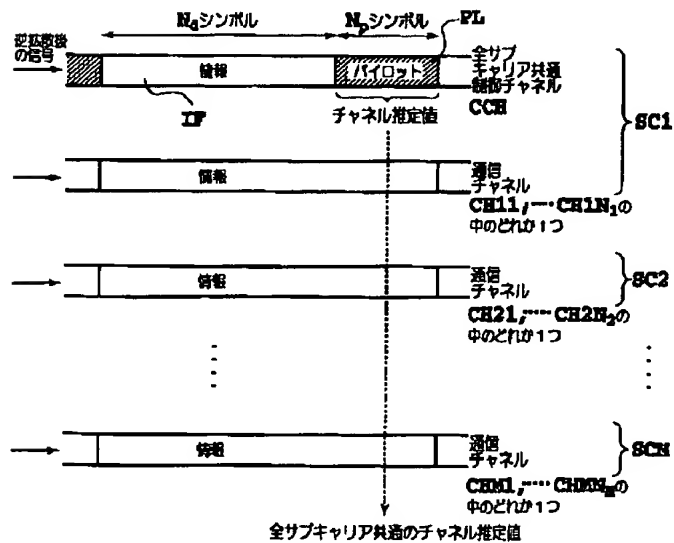 Ndシンボル
Npシンボル
PL
逆拡散後
の信号
情報
パイロット
全サブ
キャリア共通
制御チャネル
CCH
IF
チャネル推定値
SC1
情報
通信
チャネル
CH11,‥‥CH1N1の
中のどれか1つ
情報
通信
チャネル
SC2
CH21,‥‥CH2N2の
中のどれか1つ
情報
通信
チャネル
SCM
CHM1,‥‥CHMNMの
中のどれか1つ
全サブキャリア共通のチャネル推定値